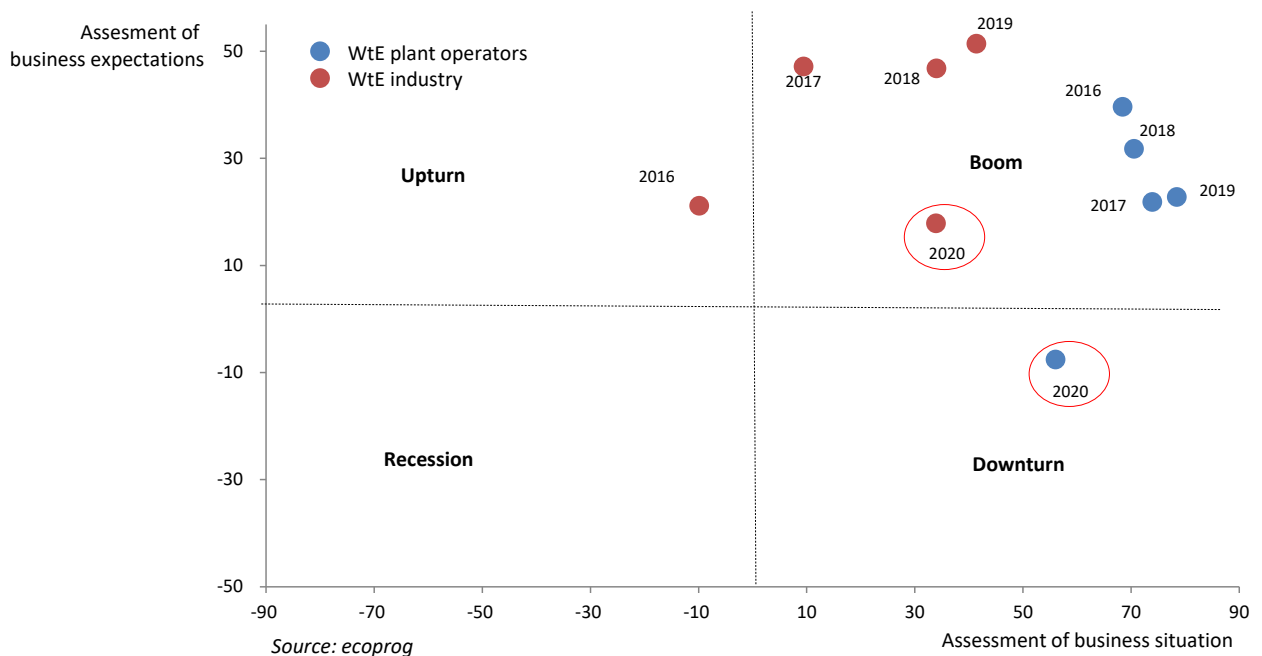 Assesment of
business expectations
WtE plant operators
WtE industry
50
30
10
-10
-30
-50
2019
2017
2018
2016
2018
Upturn
2016
Boom
2017
2019
2020
2020
Recession
Downturn
-90
-70
-50
-30
-10
10
30
50
70
90
Source: ecoprog
Assessment of business situation